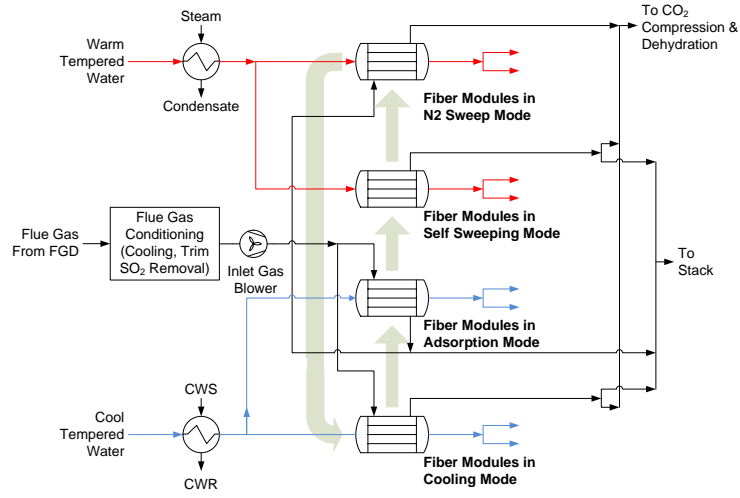 Steam
To CO₂
Compression &
Dehydration
Warm
Tempered
Water
Condensate
Fiber Modules in
N2 Sweep Mode
Flue Gas
From FGD
Flue Gas
Conditioning
(Cooling, Trim
SO₂ Removal)
Inlet Gas
Blower
Fiber Modules in
Self Sweeping Mode
To
Stack
Fiber Modules in
Adsorption Mode
CWS
Cool
Tempered
Water
CWR
Fiber Modules in
Cooling Mode